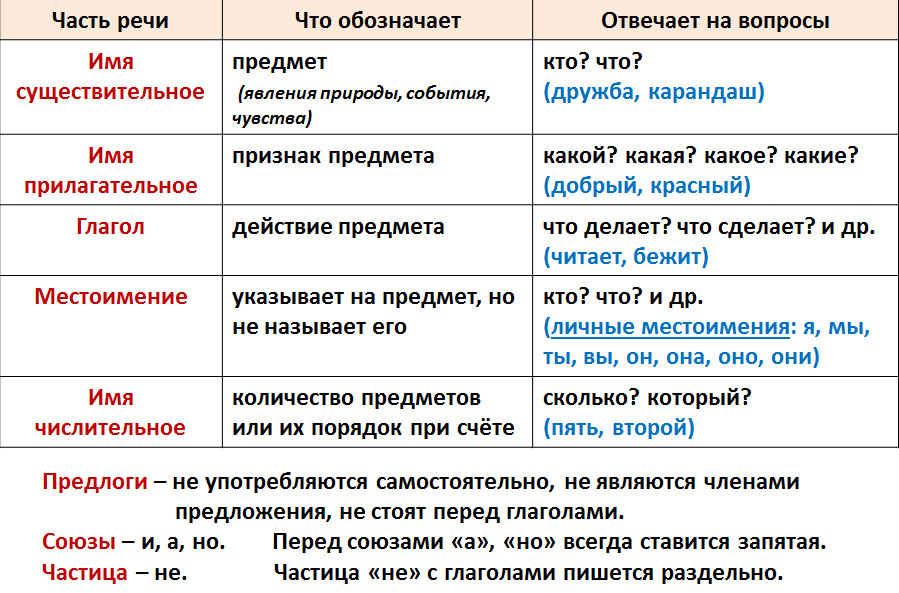 Часть речи
Что обозначает
Отвечает на вопросы
Имя
существительное
предмет
(явления природы, события,
чувства)
кто? что?
(дружба, карандаш)
Имя
прилагательное
признак предмета
какой? какая? какое? какие?
(добрый, красный)
Глагол
действие предмета
что делает? что сделает? и др.
(читает, бежит)
Местоимение
указывает на предмет, но
не называет его
кто? что? и др.
(личные местоимения: я, мы,
ты, вы, он, она, оно, они)
Имя
числительное
количество предметов
или их порядок при счёте
сколько? который?
(пять, второй)
Предлоги – не употребляются самостоятельно, не являются членами
предложения, не стоят перед глаголами.
Союзы – и, а, но. Перед союзами «а», «но» всегда ставится запятая.
Частица – не. Частица «не» с глаголами пишется раздельно.